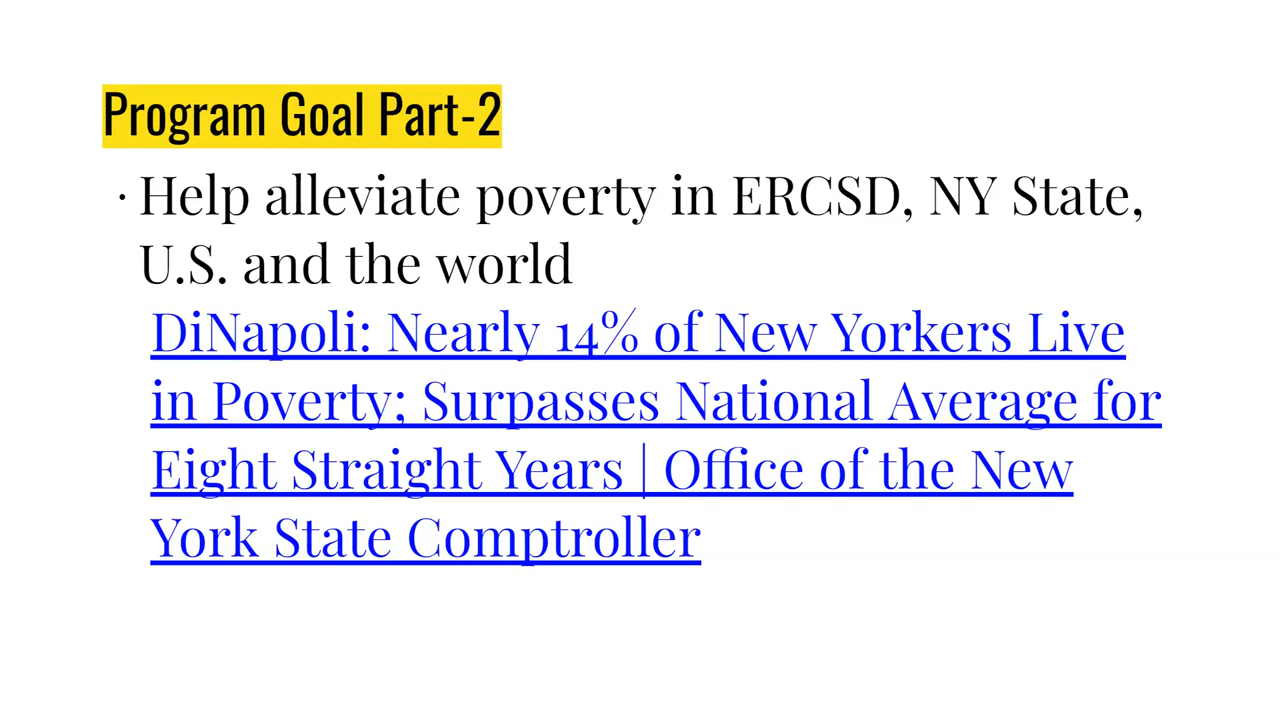 Program Goal Part-2
· Help alleviate poverty in ERCSD, NY State,
U.S. and the world
DiNapoli: Nearly 14% of New Yorkers Live
in Poverty; Surpasses National Average for
Eight Straight Years | Office of the New
York State Comptroller